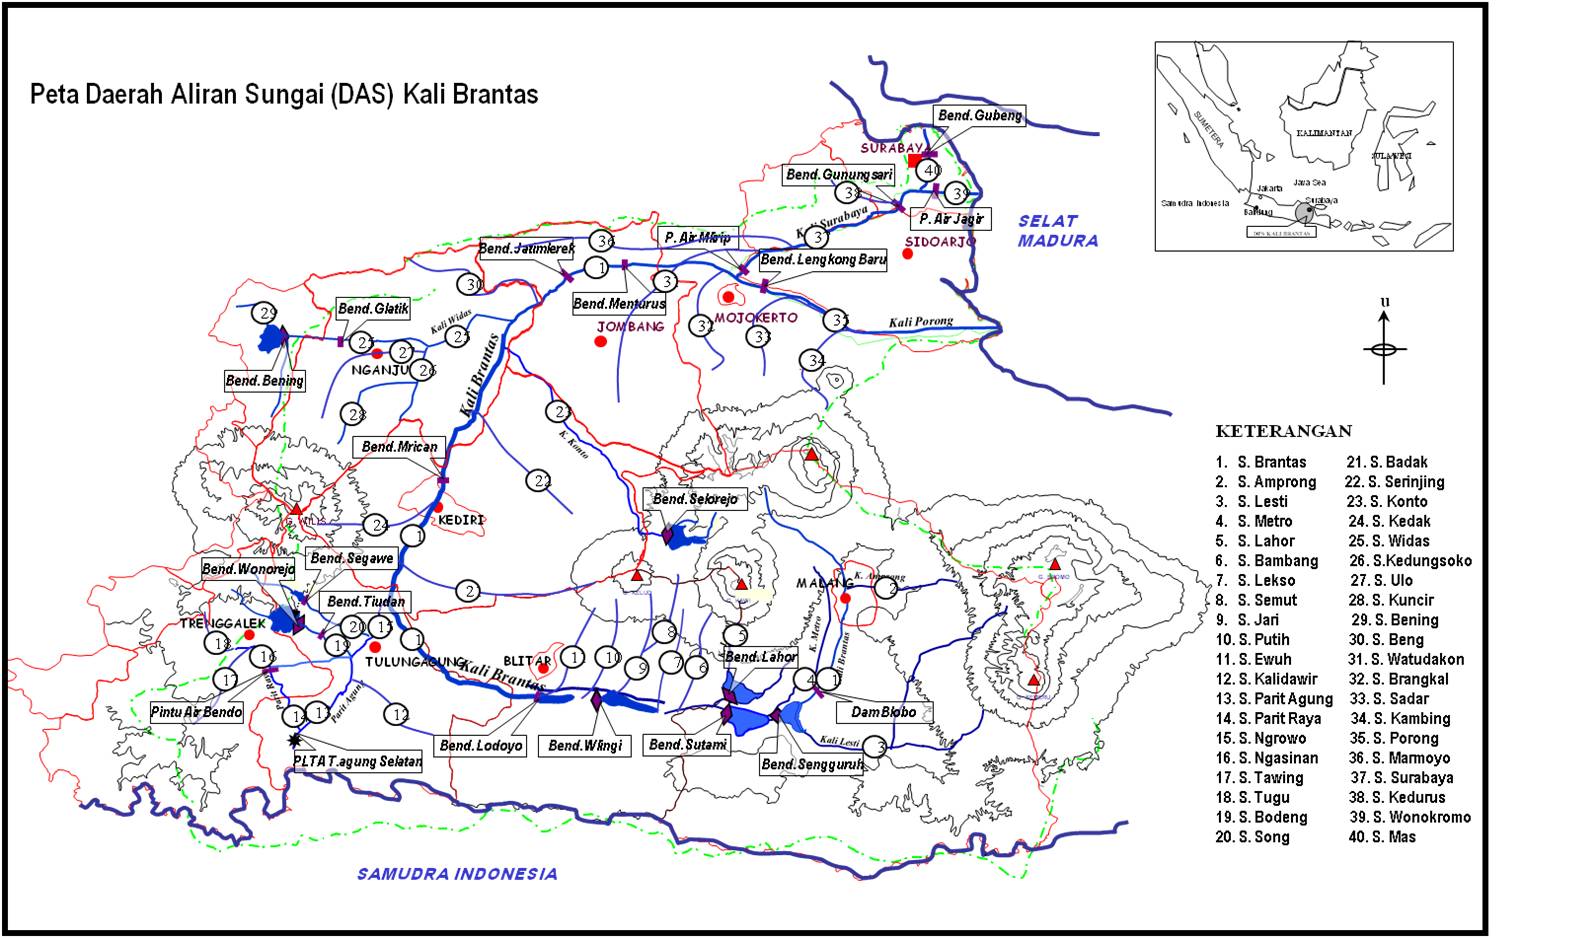 Peta Daerah Aliran Sungai (DAS) Kali Brantas
SUMETERA
KALIMANTAN
SULAWESI
Java Sea
Jakarta
Samudra Indonesia
Bandung
Surabaya
DPS KALI BRANTAS
Bend.Gubeng
SURABAYA
40
Bend.Gunungsari
38
39
P. Air Jagir
Kali Surabaya
SELAT
MADURA
SIDOARJO
36
P. Air Mlirip
3
Bend.Jatimlerek
1
Bend.Lengkong Baru
30
Bend.Menturus
3
MOJOKERTO
JOMBANG
32
33
35
Kali Porong
34
29
Bend.Glatik
25
27
Kali Widas
25
NGANJU
26
Bend.Bening
28
Kali Brantas
23
K. Konto
Bend.Mrican
22
Bend.Selorejo
KEDIRI
24
1
G. WILIS
Bend.Segawe
Bend.Wonorejo
2
Bend.Tiudan
TRENGGALEK
20
15
1
18
19
16
TULUNGAGUNG
17
Kali Brantas
BLITAR
11
10
9
8
7
6
5
MALANG
K. Amprong
2
K. Metro
Kali Brantas
Bend.Lahor
4
1
Pintu Air Bendo
Parit Raya
14
13
Parit Agung
12
Dam Blobo
PLTA T.agung Selatan
Bend.Lodoyo
Bend.Wlingi
Bend.Sutami
Bend.Sengguruh
Kali Lesti
3
SAMUDRA INDONESIA
KETERANGAN
1. S. Brantas 21. S. Badak
2. S. Amprong 22. S. Serinjing
3. S. Lesti 23. S. Konto
4. S. Metro 24. S. Kedak
5. S. Lahor 25. S. Widas
6. S. Bambang 26. S.Kedungsoko
7. S. Lekso 27. S. Ulo
8. S. Semut 28. S. Kuncir
9. S. Jari 29. S. Bening
10. S. Putih 30. S. Beng
11. S. Ewuh 31. S. Watudakon
12. S. Kalidawir 32. S. Brangkal
13. S. Parit Agung 33. S. Sadar
14. S. Parit Raya 34. S. Kambing
15. S. Ngrowo 35. S. Porong
16. S. Ngasinan 36. S. Marmoyo
17. S. Tawing 37. S. Surabaya
18. S. Tugu 38. S. Kedurus
19. S. Bodeng 39. S. Wonokromo
20. S. Song 40. S. Mas